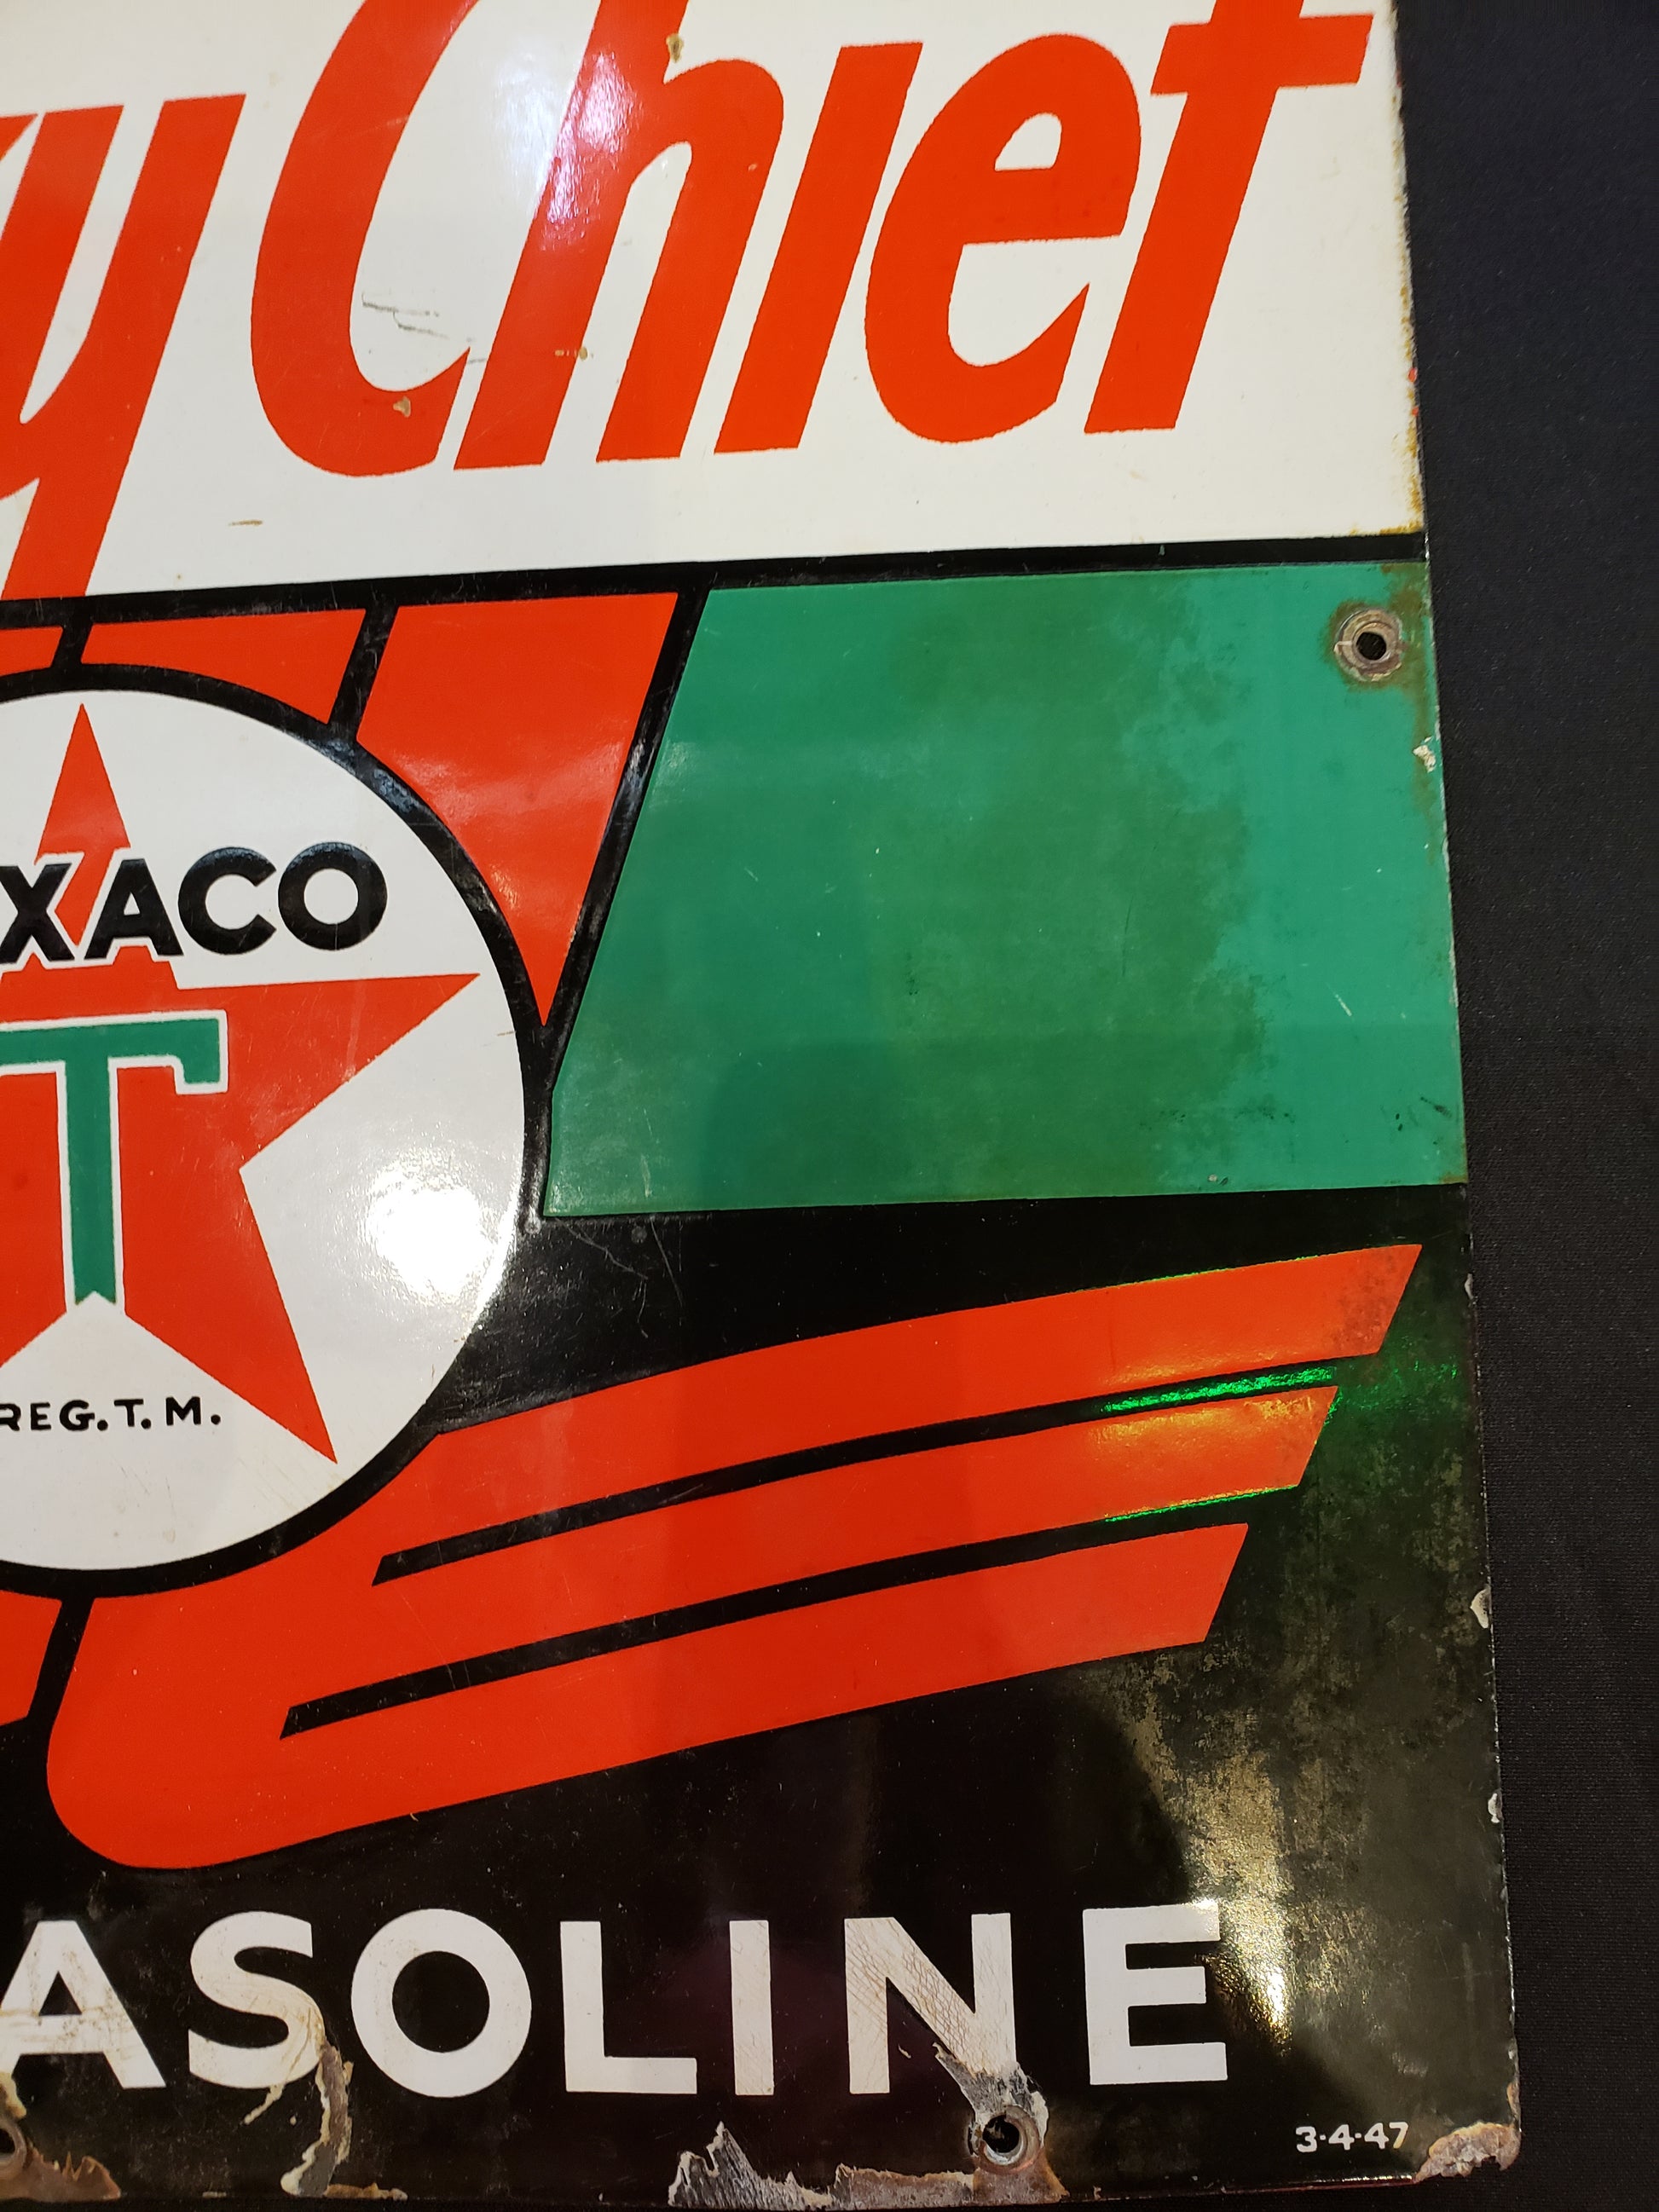 y Chief
XACO
T
REG.T.M.
ASOLINE
3·4·47